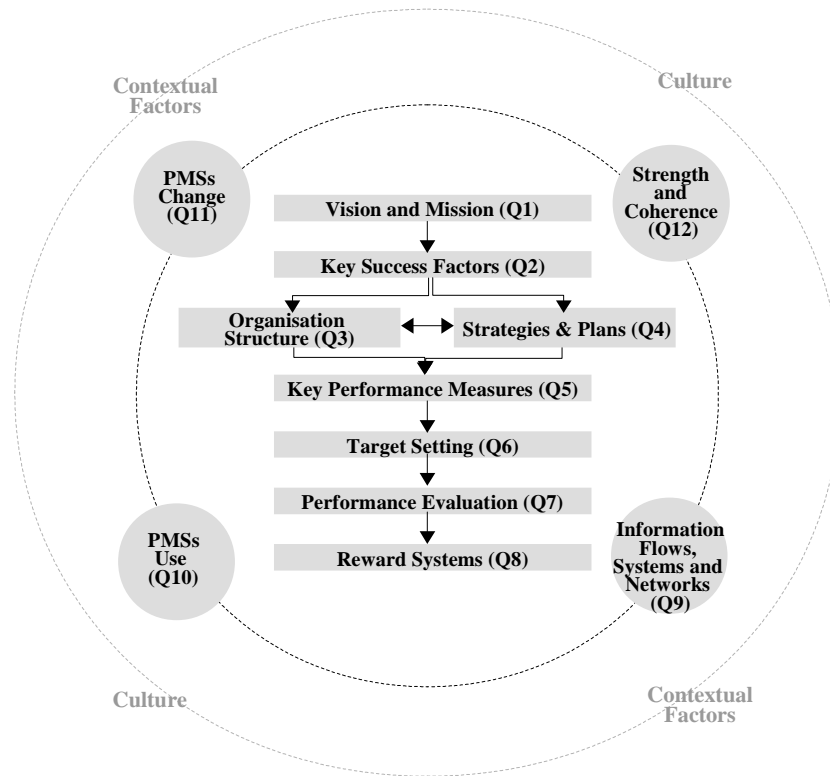 Contextual
Factors
Culture
PMSs
Change
(Q11)
Strength
and
Coherence
(Q12)
Vision and Mission (Q1)
Key Success Factors (Q2)
Organisation
Structure (Q3)
Strategies & Plans (Q4)
Key Performance Measures (Q5)
Target Setting (Q6)
Performance Evaluation (Q7)
Reward Systems (Q8)
PMSs
Use
(Q10)
Information
Flows,
Systems and
Networks
(Q9)
Culture
Contextual
Factors